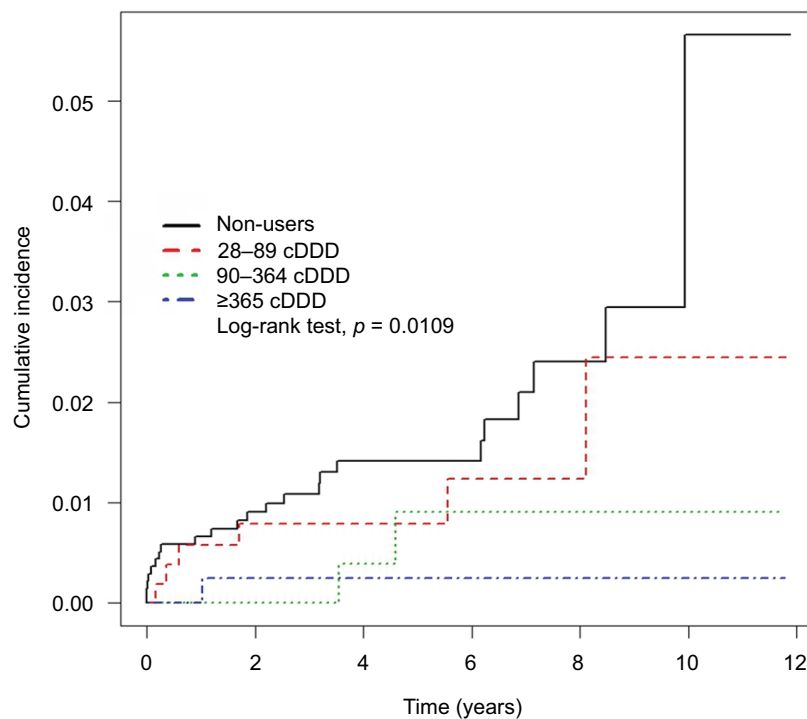 Cumulative incidence
0.05
0.04
0.03
0.02
0.01
0.00
Non-users
28–89 cDDD
90–364 cDDD
≥365 cDDD
Log-rank test, p = 0.0109
0 2 4 6 8 10 12
Time (years)